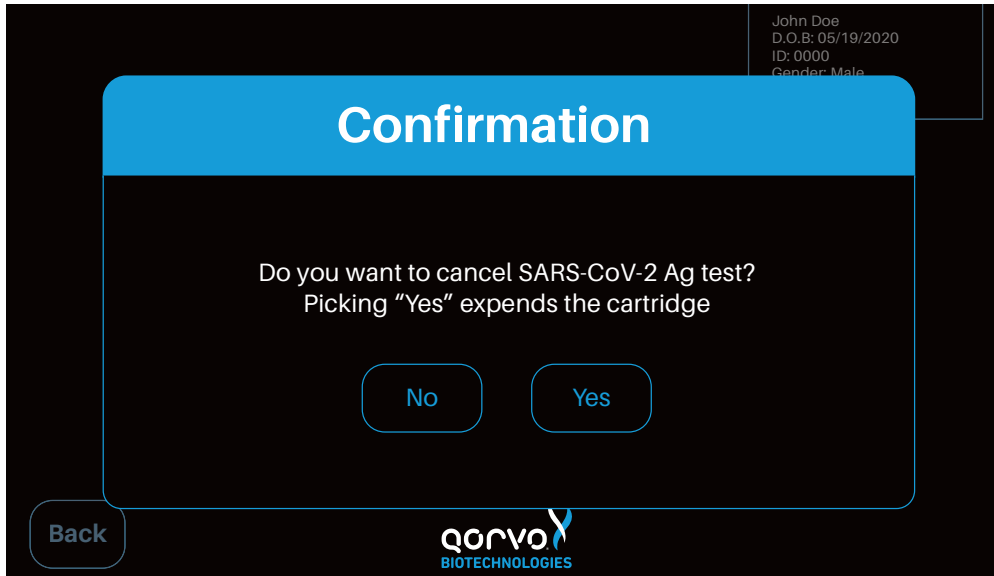 John Doe
D.O.B: 05/19/2020
ID: 0000
Gender: Male
Confirmation
Do you want to cancel SARS-CoV-2 Ag test?
Picking “Yes” expends the cartridge
No
Yes
Back
QORVO
BIOTECHNOLOGIES